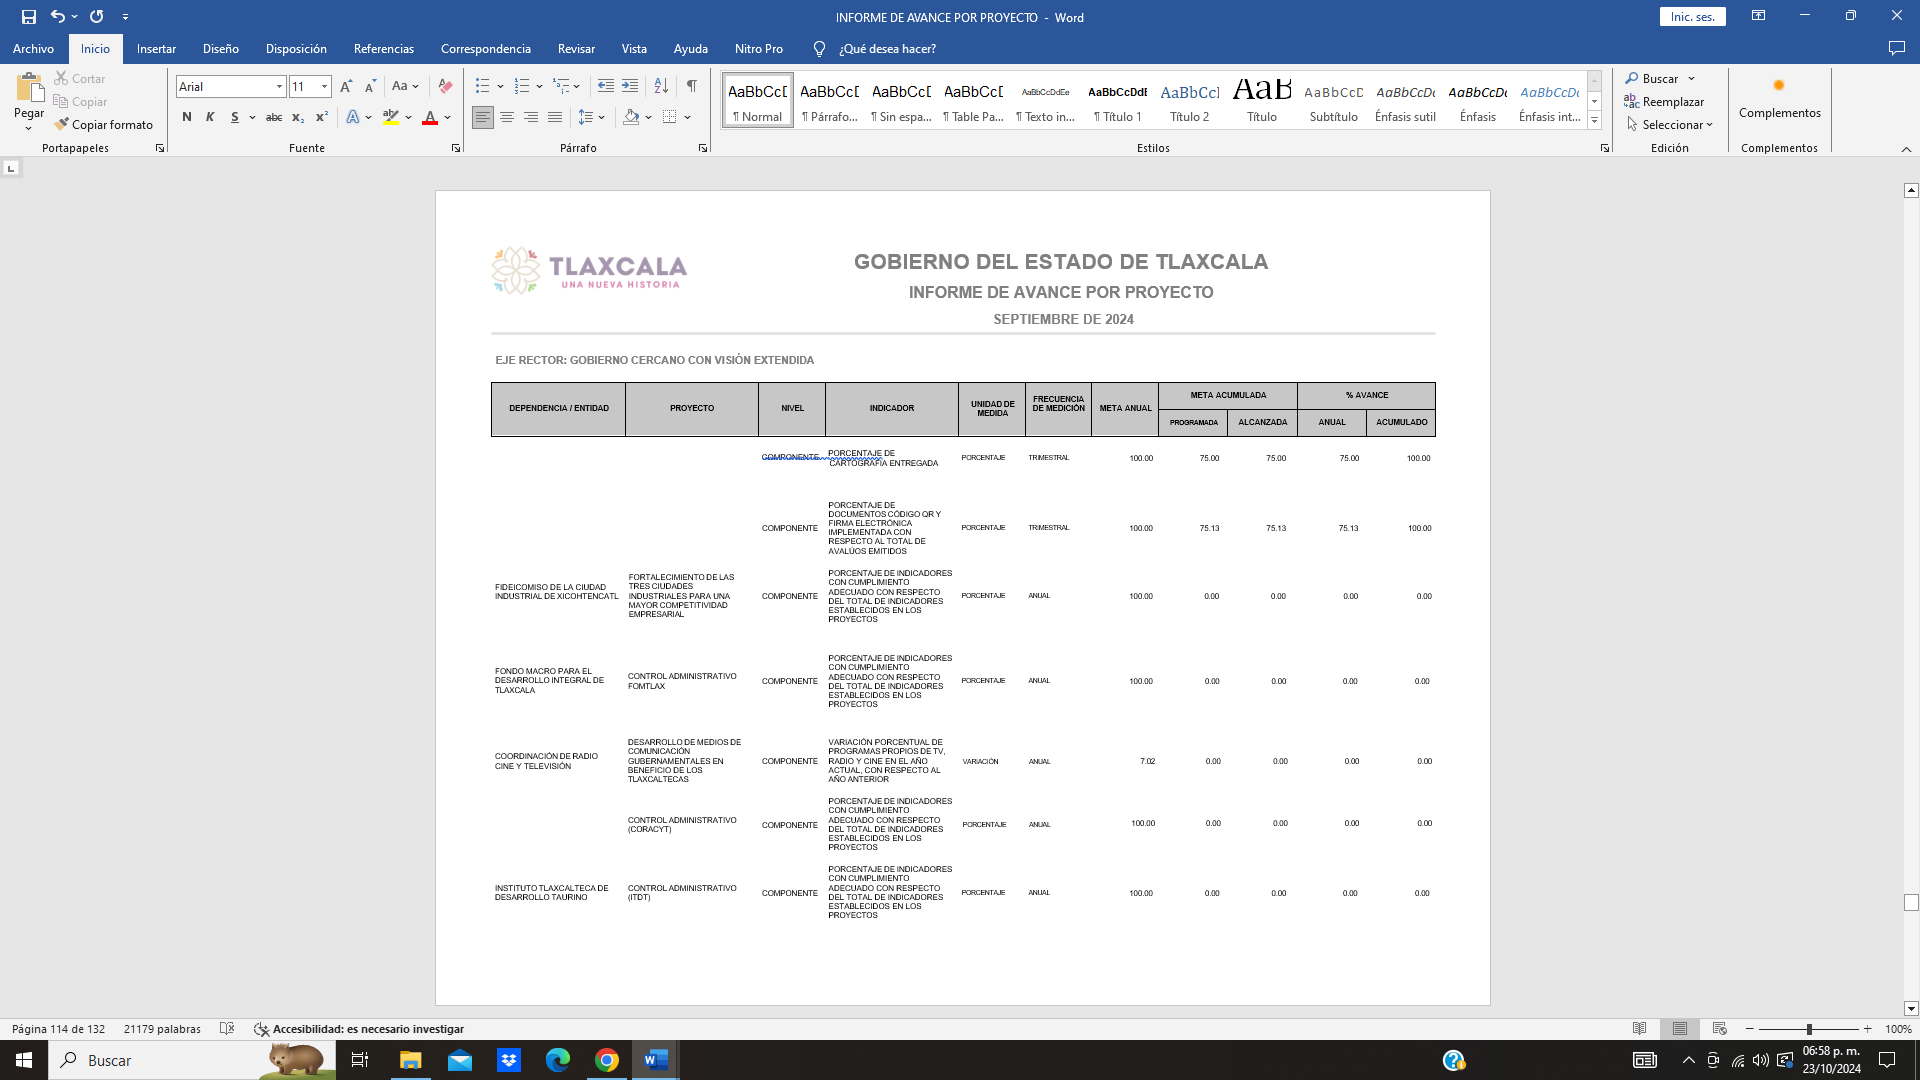 INFORME DE AVANCE POR PROYECTO - Word
Inic. ses.
Archivo Inicio Insertar Diseño Disposición Referencias Correspondencia Revisar Vista Ayuda Nitro Pro ¿Qué desea hacer?
Pegar
Cortar
Copiar
Copiar formato
Portapapeles
Arial 11
N K S abc x₂ x²
Fuente
Párrafo
AaBbCcI AaBbCcI AaBbCcI AaBbCcI AaBbCcDdEe AaBbCcDdE AaBbCcI AaB AaBbCcD AaBbCcDc AaBbCcDc AaBbCcDc
¶ Normal ¶ Párrafo... ¶ Sin espa... ¶ Table Pa... ¶ Texto in... ¶ Título 1 Título 2 Título Subtítulo Énfasis sutil Énfasis Énfasis int...
Estilos
Buscar
Reemplazar
Seleccionar
Edición
Complementos
Complementos
TLAXCALA
UNA NUEVA HISTORIA
GOBIERNO DEL ESTADO DE TLAXCALA
INFORME DE AVANCE POR PROYECTO
SEPTIEMBRE DE 2024
EJE RECTOR: GOBIERNO CERCANO CON VISIÓN EXTENDIDA
DEPENDENCIA / ENTIDAD PROYECTO NIVEL INDICADOR UNIDAD DE MEDIDA FRECUENCIA DE MEDICIÓN META ANUAL META ACUMULADA % AVANCE
PROGRAMADA ALCANZADA ANUAL ACUMULADO
COMPONENTE PORCENTAJE DE CARTOGRAFÍA ENTREGADA PORCENTAJE TRIMESTRAL 100.00 75.00 75.00 75.00 100.00
COMPONENTE PORCENTAJE DE DOCUMENTOS CÓDIGO QR Y FIRMA ELECTRÓNICA IMPLEMENTADA CON RESPECTO AL TOTAL DE AVALÚOS EMITIDOS PORCENTAJE TRIMESTRAL 100.00 75.13 75.13 75.13 100.00
FIDEICOMISO DE LA CIUDAD INDUSTRIAL DE XICOHTENCATL FORTALECIMIENTO DE LAS TRES CIUDADES INDUSTRIALES PARA UNA MAYOR COMPETITIVIDAD EMPRESARIAL COMPONENTE PORCENTAJE DE INDICADORES CON CUMPLIMIENTO ADECUADO CON RESPECTO DEL TOTAL DE INDICADORES ESTABLECIDOS EN LOS PROYECTOS PORCENTAJE ANUAL 100.00 0.00 0.00 0.00 0.00
FONDO MACRO PARA EL DESARROLLO INTEGRAL DE TLAXCALA CONTROL ADMINISTRATIVO FOMTLAX COMPONENTE PORCENTAJE DE INDICADORES CON CUMPLIMIENTO ADECUADO CON RESPECTO DEL TOTAL DE INDICADORES ESTABLECIDOS EN LOS PROYECTOS PORCENTAJE ANUAL 100.00 0.00 0.00 0.00 0.00
COORDINACIÓN DE RADIO CINE Y TELEVISIÓN DESARROLLO DE MEDIOS DE COMUNICACIÓN GUBERNAMENTALES EN BENEFICIO DE LOS TLAXCALTECAS COMPONENTE VARIACIÓN PORCENTUAL DE PROGRAMAS PROPIOS DE TV, RADIO Y CINE EN EL AÑO ACTUAL, CON RESPECTO AL AÑO ANTERIOR VARIACIÓN ANUAL 7.02 0.00 0.00 0.00 0.00
CONTROL ADMINISTRATIVO (CORACYT) COMPONENTE PORCENTAJE DE INDICADORES CON CUMPLIMIENTO ADECUADO CON RESPECTO DEL TOTAL DE INDICADORES ESTABLECIDOS EN LOS PROYECTOS PORCENTAJE ANUAL 100.00 0.00 0.00 0.00 0.00
INSTITUTO TLAXCALTECA DE DESARROLLO TAURINO CONTROL ADMINISTRATIVO (ITDT) COMPONENTE PORCENTAJE DE INDICADORES CON CUMPLIMIENTO ADECUADO CON RESPECTO DEL TOTAL DE INDICADORES ESTABLECIDOS EN LOS PROYECTOS PORCENTAJE ANUAL 100.00 0.00 0.00 0.00 0.00
Página 114 de 132 21179 palabras Accesibilidad: es necesario investigar 100%
Buscar
06:58 p. m.
23/10/2024